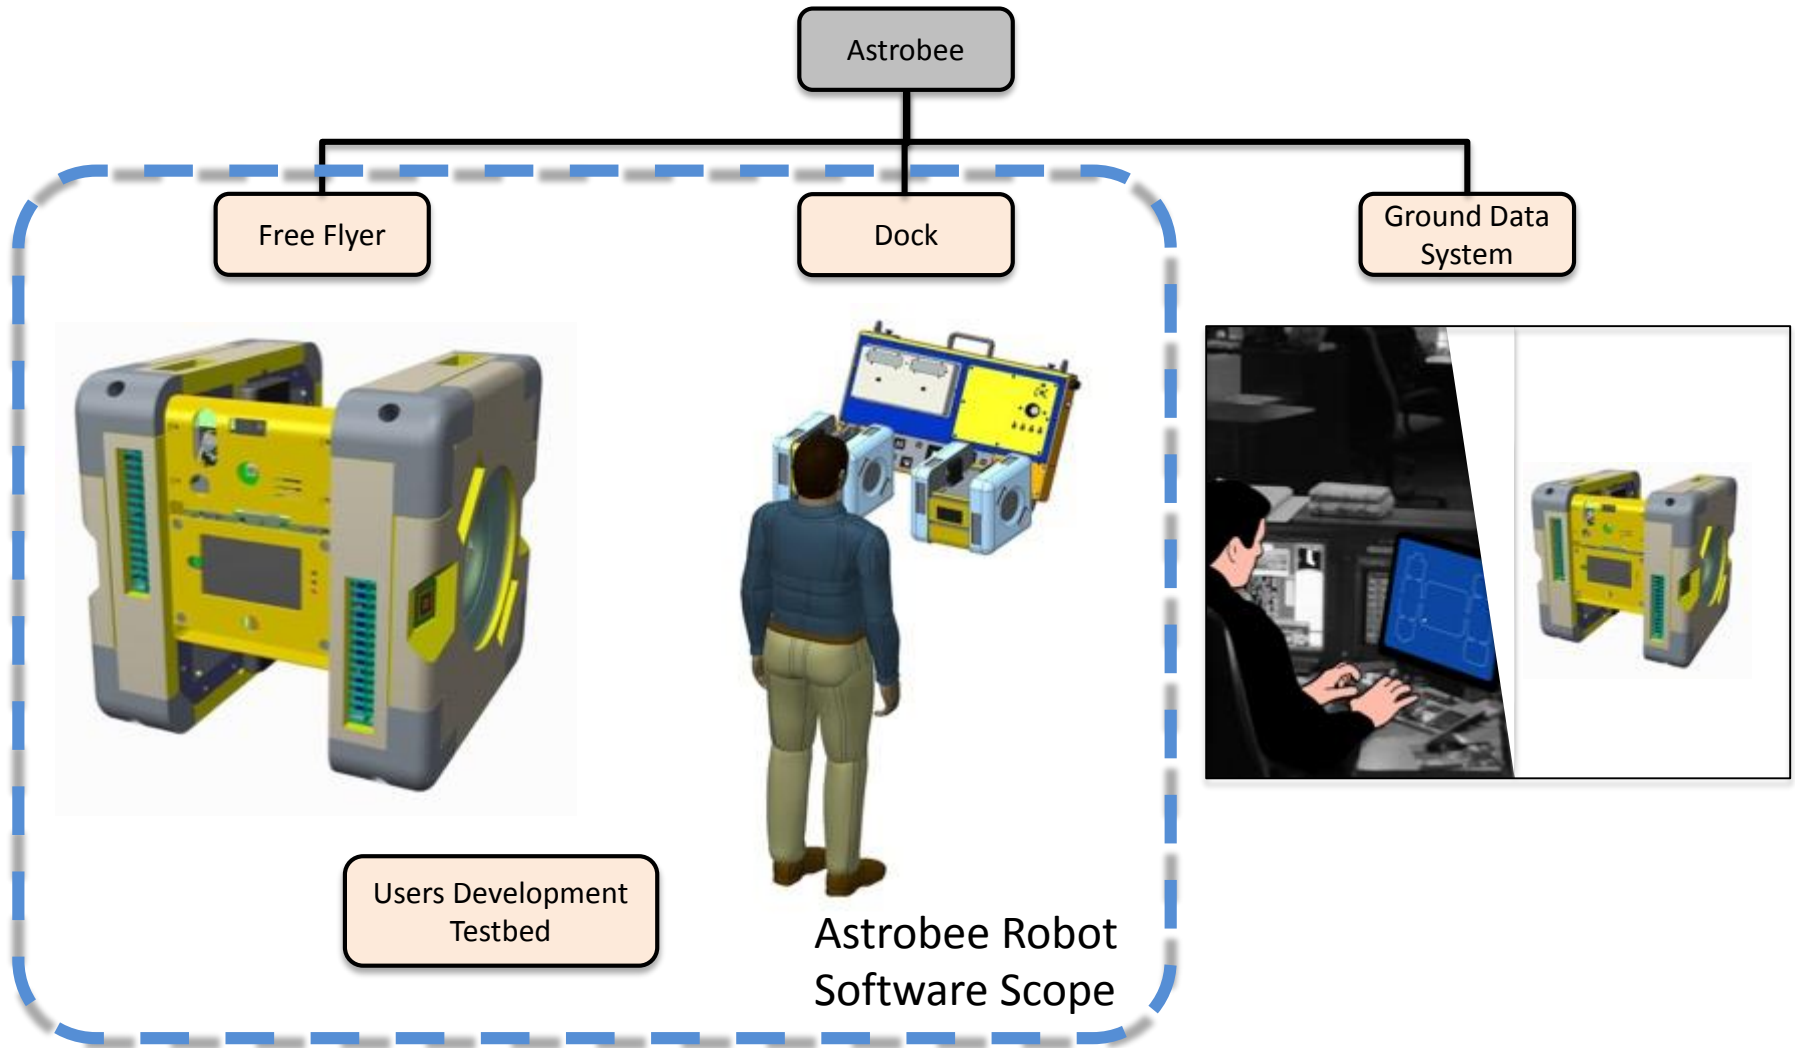 Astrobee
Free Flyer
Dock
Ground Data
System
Users Development
Testbed
Astrobee Robot
Software Scope